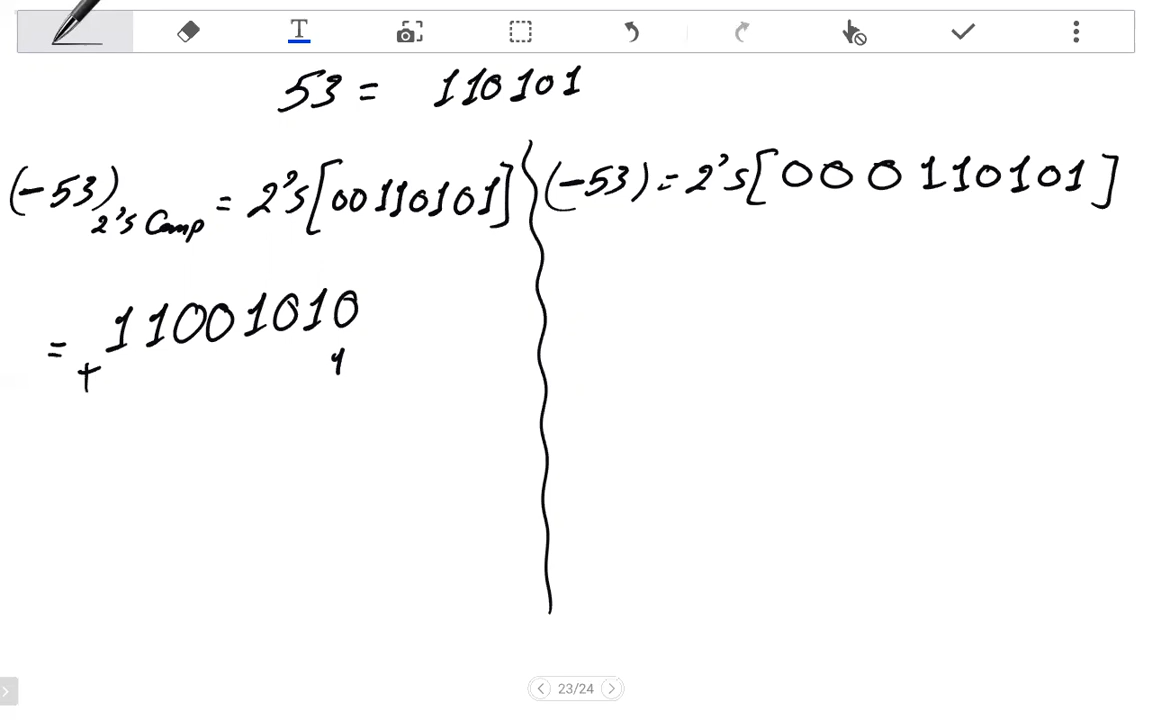 T
53 = 110101
(-53)2's Comp = 2's[00110101]
(-53) = 2's[000110101]
= 11001010
+ 1
23/24